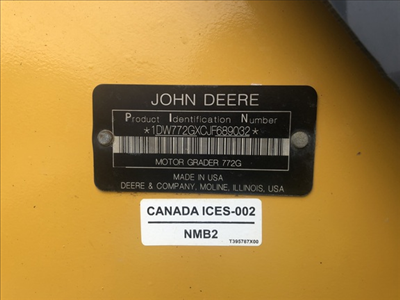 JOHN DEERE
Product Identification Number
*1DW772GXCJF689032*
MOTOR GRADER 772G
MADE IN USA
DEERE & COMPANY, MOLINE, ILLINOIS, USA
CANADA ICES-002
NMB2
T385787X00